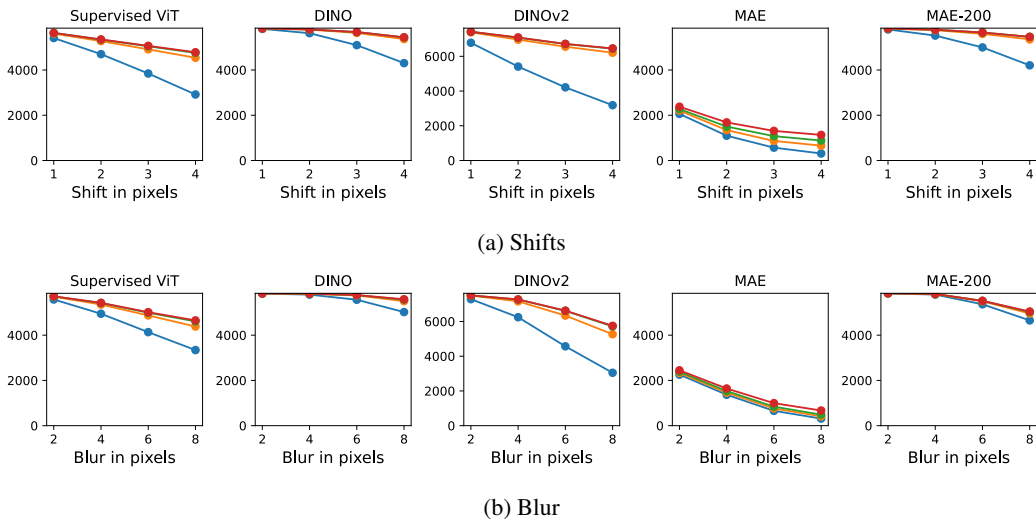 Supervised ViT DINO DINOv2 MAE MAE-200
4000 4000 6000 4000 4000
4000
2000 2000 2000 2000
2000
0 0 0 0 0
1 2 3 4 1 2 3 4 1 2 3 4 1 2 3 4 1 2 3 4
Shift in pixels Shift in pixels Shift in pixels Shift in pixels Shift in pixels
(a) Shifts
Supervised ViT DINO DINOv2 MAE MAE-200
6000
4000 4000 4000 4000
4000
2000 2000 2000 2000
2000
0 0 0 0 0
2 4 6 8 2 4 6 8 2 4 6 8 2 4 6 8 2 4 6 8
Blur in pixels Blur in pixels Blur in pixels Blur in pixels Blur in pixels
(b) Blur